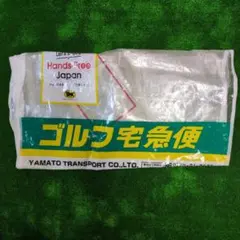 Hands Free
Japan
ゴルフ宅急便
YAMATO TRANSPORT CO.,LTD.